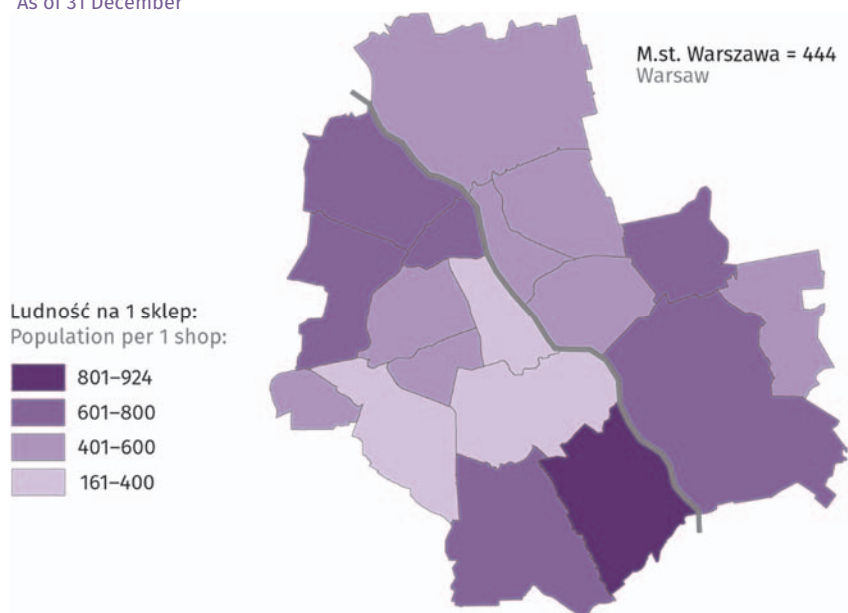 As of 31 December
M.st. Warszawa = 444
Warsaw
Ludność na 1 sklep:
Population per 1 shop:
801–924
601–800
401–600
161–400